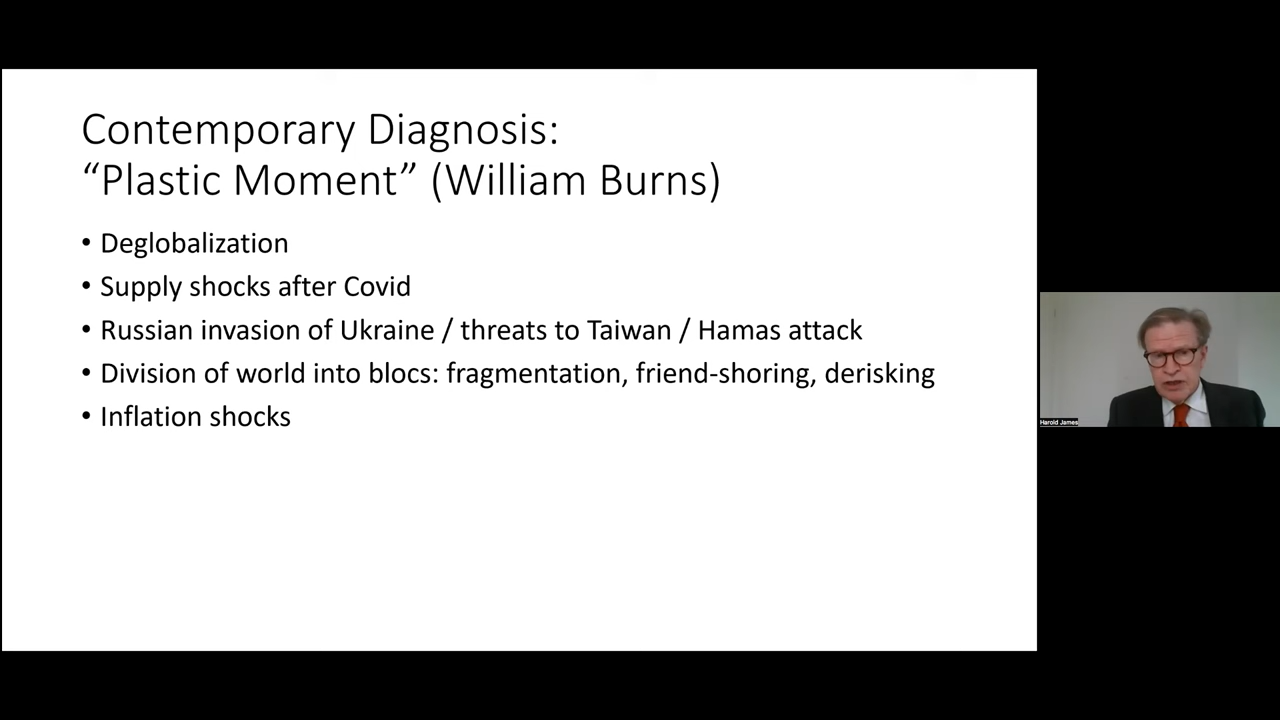 Contemporary Diagnosis:
“Plastic Moment” (William Burns)
• Deglobalization
• Supply shocks after Covid
• Russian invasion of Ukraine / threats to Taiwan / Hamas attack
• Division of world into blocs: fragmentation, friend-shoring, derisking
• Inflation shocks
Harold James